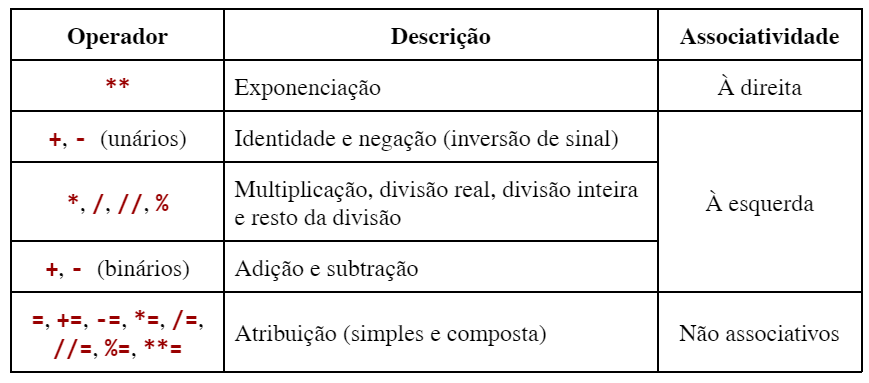 Operador Descrição Associatividade
** Exponenciação À direita
+, - (unários) Identidade e negação (inversão de sinal)
*, /, //, % Multiplicação, divisão real, divisão inteira
e resto da divisão
À esquerda
+, - (binários) Adição e subtração
=, +=, -=, *=, /=,
//=, %=, **=
Atribuição (simples e composta) Não associativos